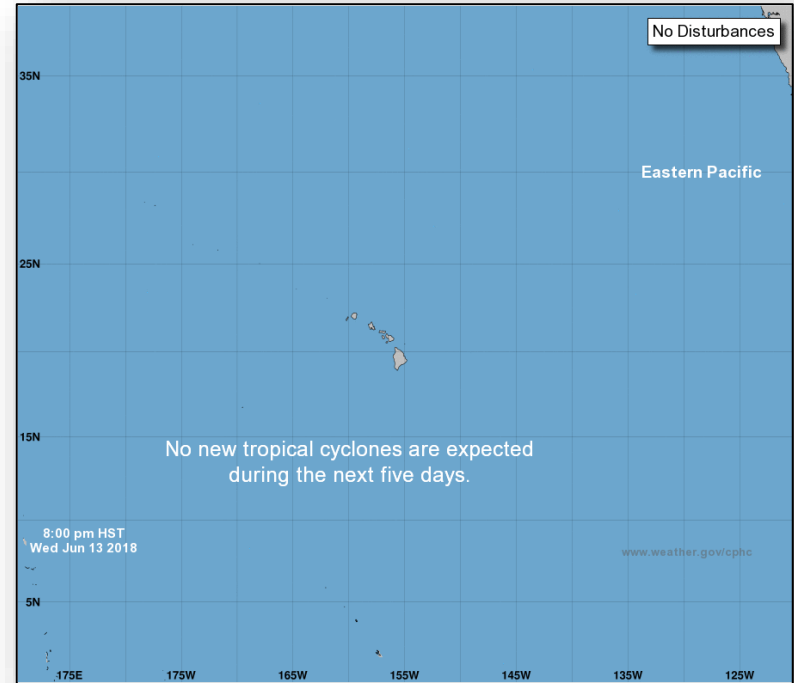 No Disturbances
35N
Eastern Pacific
25N
15N
No new tropical cyclones are expected
during the next five days.
8:00 pm HST
Wed Jun 13 2018
www.weather.gov/cphc
5N
175E 175W 165W 155W 145W 135W 125W